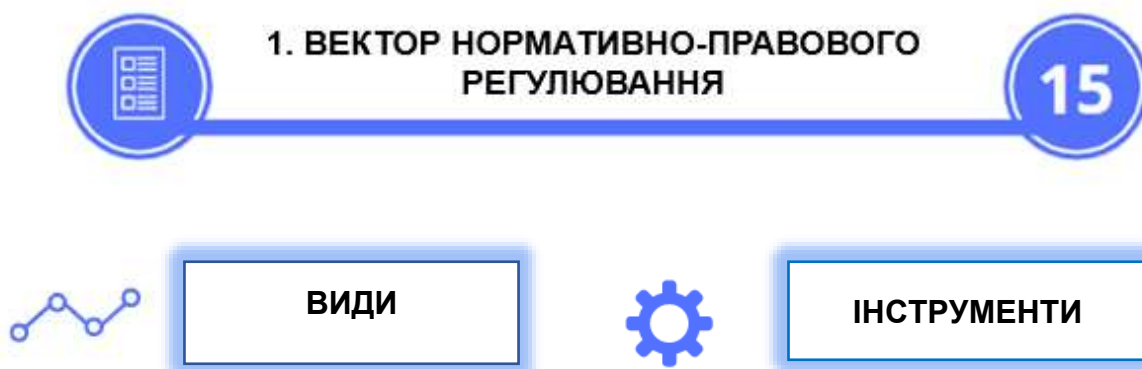 1. ВЕКТОР НОРМАТИВНО-ПРАВОВОГО
РЕГУЛЮВАННЯ
15
ВИДИ
ІНСТРУМЕНТИ